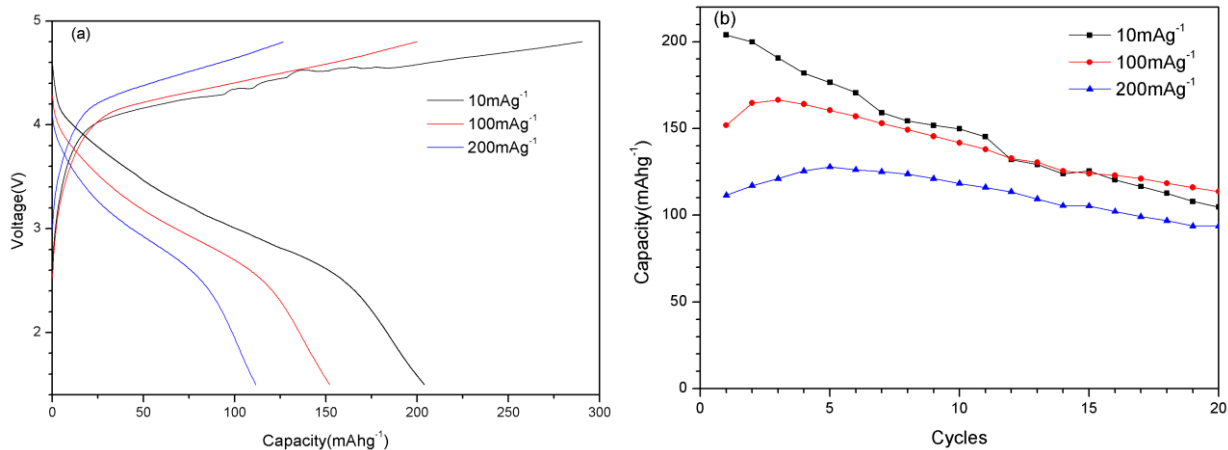 (a)
5
4
3
2
Voltage(V)
10mAg⁻¹
100mAg⁻¹
200mAg⁻¹
0 50 100 150 200 250 300
Capacity(mAhg⁻¹)
(b)
200
150
100
50
0
Capacity(mAhg⁻¹)
10mAg⁻¹
100mAg⁻¹
200mAg⁻¹
0 5 10 15 20
Cycles